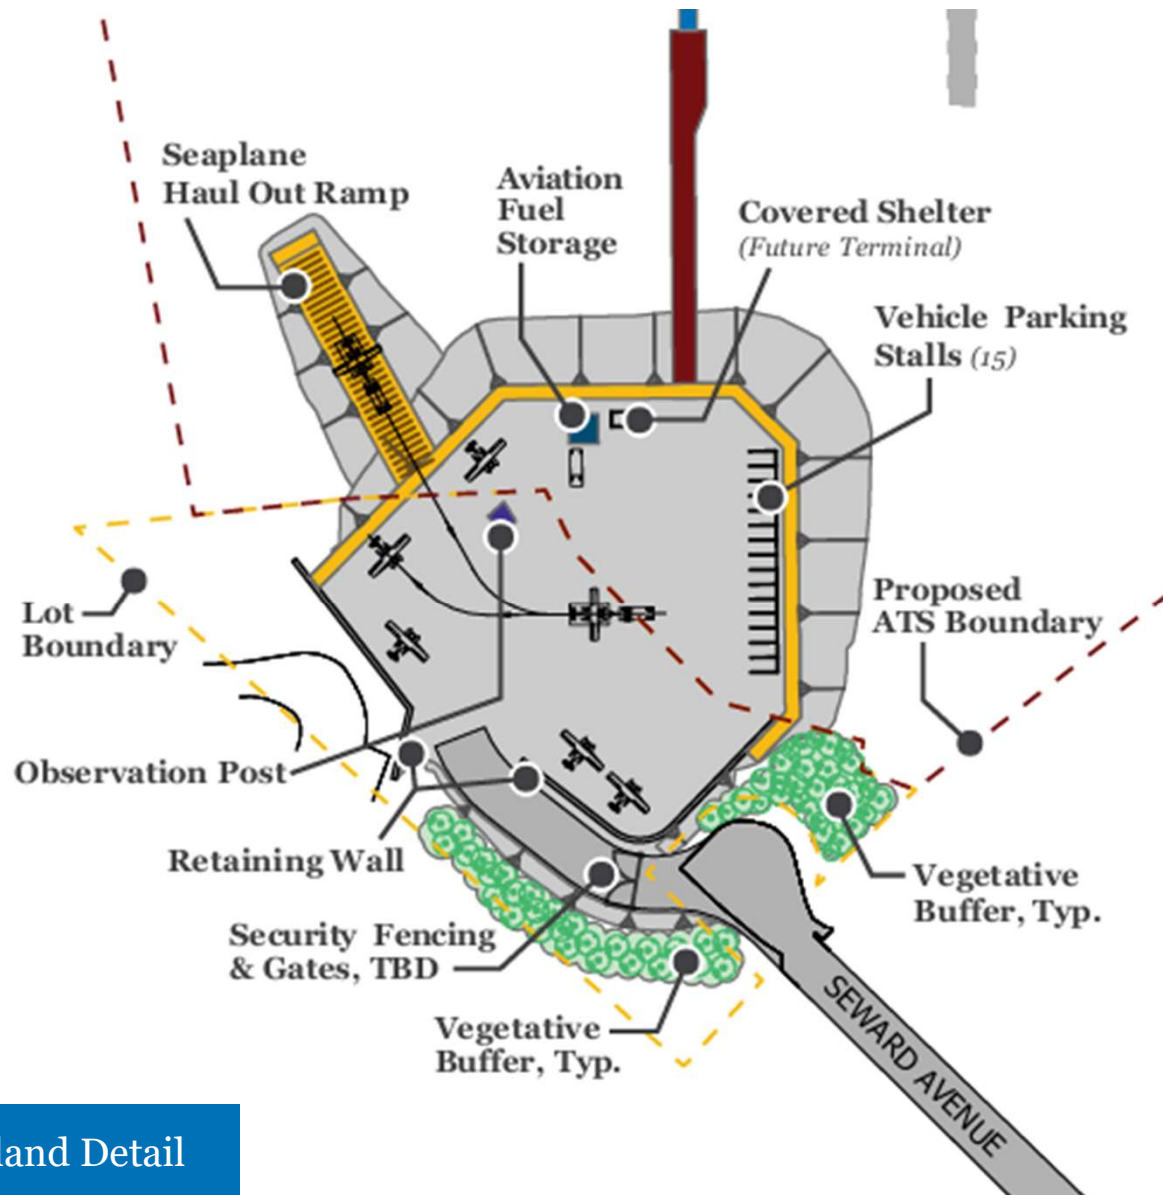 Seaplane
Haul Out Ramp
Aviation
Fuel
Storage
Covered Shelter
(Future Terminal)
Vehicle Parking
Stalls (15)
Proposed
ATS Boundary
Lot
Boundary
Observation Post
Retaining Wall
Vegetative
Buffer, Typ.
Security Fencing
& Gates, TBD
Vegetative
Buffer, Typ.
SEWARD AVENUE
Detail